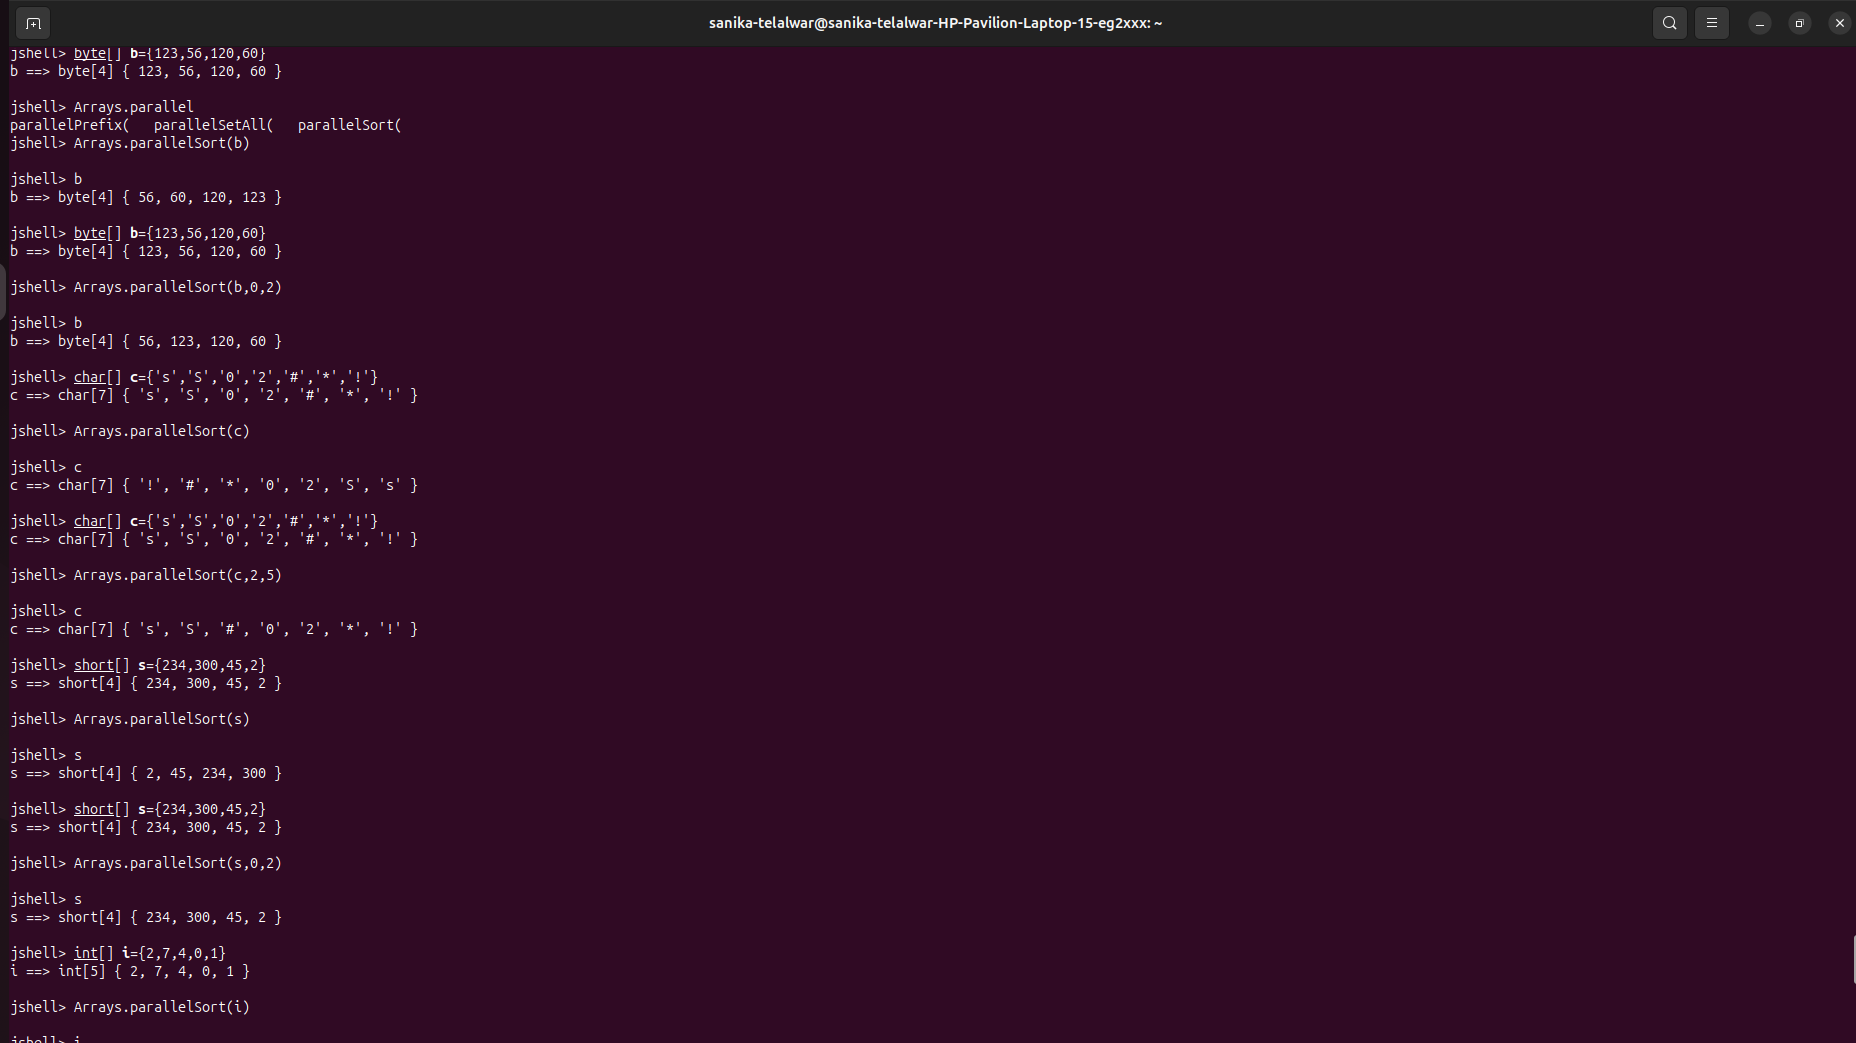 sanika-telalwar@sanika-telalwar-HP-Pavilion-Laptop-15-eg2xxx: ~
jshell> byte[] b={123,56,120,60}
b ==> byte[4] { 123, 56, 120, 60 }
jshell> Arrays.parallel
parallelPrefix(   parallelSetAll(   parallelSort(
jshell> Arrays.parallelSort(b)
jshell> b
b ==> byte[4] { 56, 60, 120, 123 }
jshell> byte[] b={123,56,120,60}
b ==> byte[4] { 123, 56, 120, 60 }
jshell> Arrays.parallelSort(b,0,2)
jshell> b
b ==> byte[4] { 56, 123, 120, 60 }
jshell> char[] c={'s','S','0','2','#','*','!'}
c ==> char[7] { 's', 'S', '0', '2', '#', '*', '!' }
jshell> Arrays.parallelSort(c)
jshell> c
c ==> char[7] { '!', '#', '*', '0', '2', 'S', 's' }
jshell> char[] c={'s','S','0','2','#','*','!'}
c ==> char[7] { 's', 'S', '0', '2', '#', '*', '!' }
jshell> Arrays.parallelSort(c,2,5)
jshell> c
c ==> char[7] { 's', 'S', '#', '0', '2', '*', '!' }
jshell> short[] s={234,300,45,2}
s ==> short[4] { 234, 300, 45, 2 }
jshell> Arrays.parallelSort(s)
jshell> s
s ==> short[4] { 2, 45, 234, 300 }
jshell> short[] s={234,300,45,2}
s ==> short[4] { 234, 300, 45, 2 }
jshell> Arrays.parallelSort(s,0,2)
jshell> s
s ==> short[4] { 234, 300, 45, 2 }
jshell> int[] i={2,7,4,0,1}
i ==> int[5] { 2, 7, 4, 0, 1 }
jshell> Arrays.parallelSort(i)
jshell> i